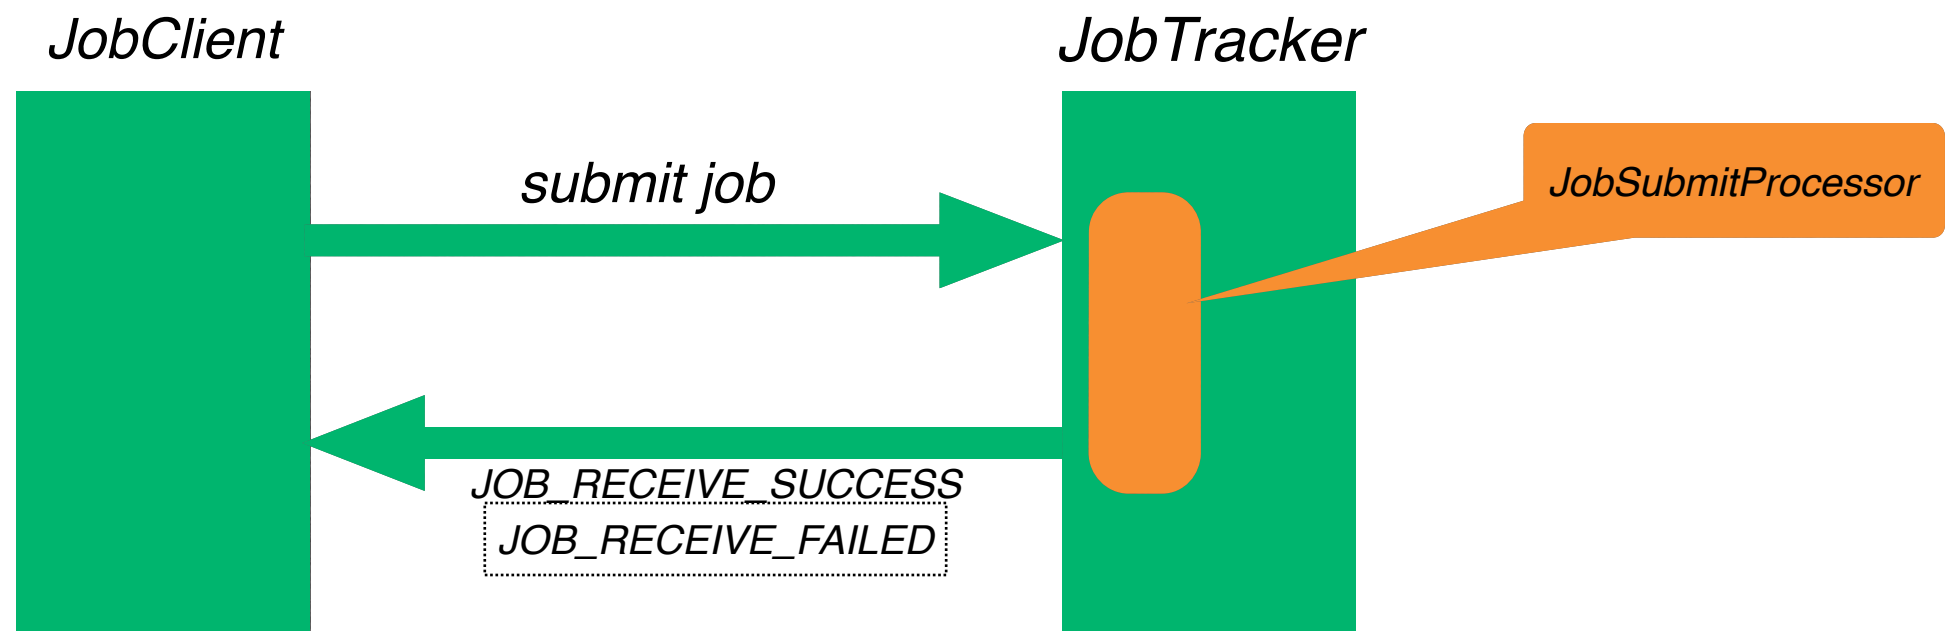 JobClient
JobTracker
submit job
JobSubmitProcessor
JOB_RECEIVE_SUCCESS
JOB_RECEIVE_FAILED